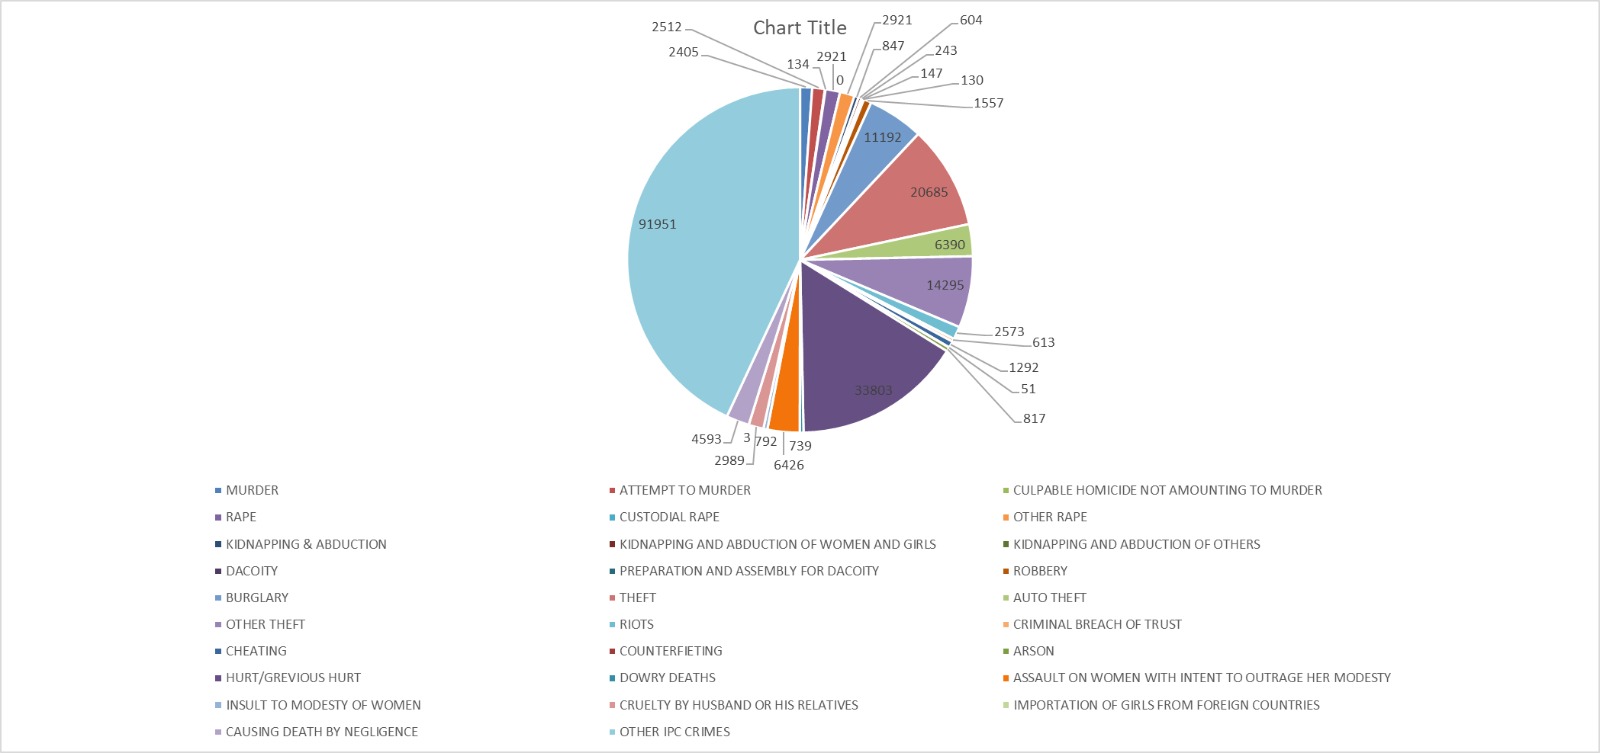 Chart Title
2512
2405
134
2921
0
2921
847
604
243
147
130
1557
11192
20685
6390
14295
2573
613
1292
51
817
33803
739
6426
792
2989
3
4593
91951
MURDER ATTEMPT TO MURDER CULPABLE HOMICIDE NOT AMOUNTING TO MURDER
RAPE CUSTODIAL RAPE OTHER RAPE
KIDNAPPING & ABDUCTION KIDNAPPING AND ABDUCTION OF WOMEN AND GIRLS KIDNAPPING AND ABDUCTION OF OTHERS
DACOITY PREPARATION AND ASSEMBLY FOR DACOITY ROBBERY
BURGLARY THEFT AUTO THEFT
OTHER THEFT RIOTS CRIMINAL BREACH OF TRUST
CHEATING COUNTERFIETING ARSON
HURT/GREVIOUS HURT DOWRY DEATHS ASSAULT ON WOMEN WITH INTENT TO OUTRAGE HER MODESTY
INSULT TO MODESTY OF WOMEN CRUELTY BY HUSBAND OR HIS RELATIVES IMPORTATION OF GIRLS FROM FOREIGN COUNTRIES
CAUSING DEATH BY NEGLIGENCE OTHER IPC CRIMES